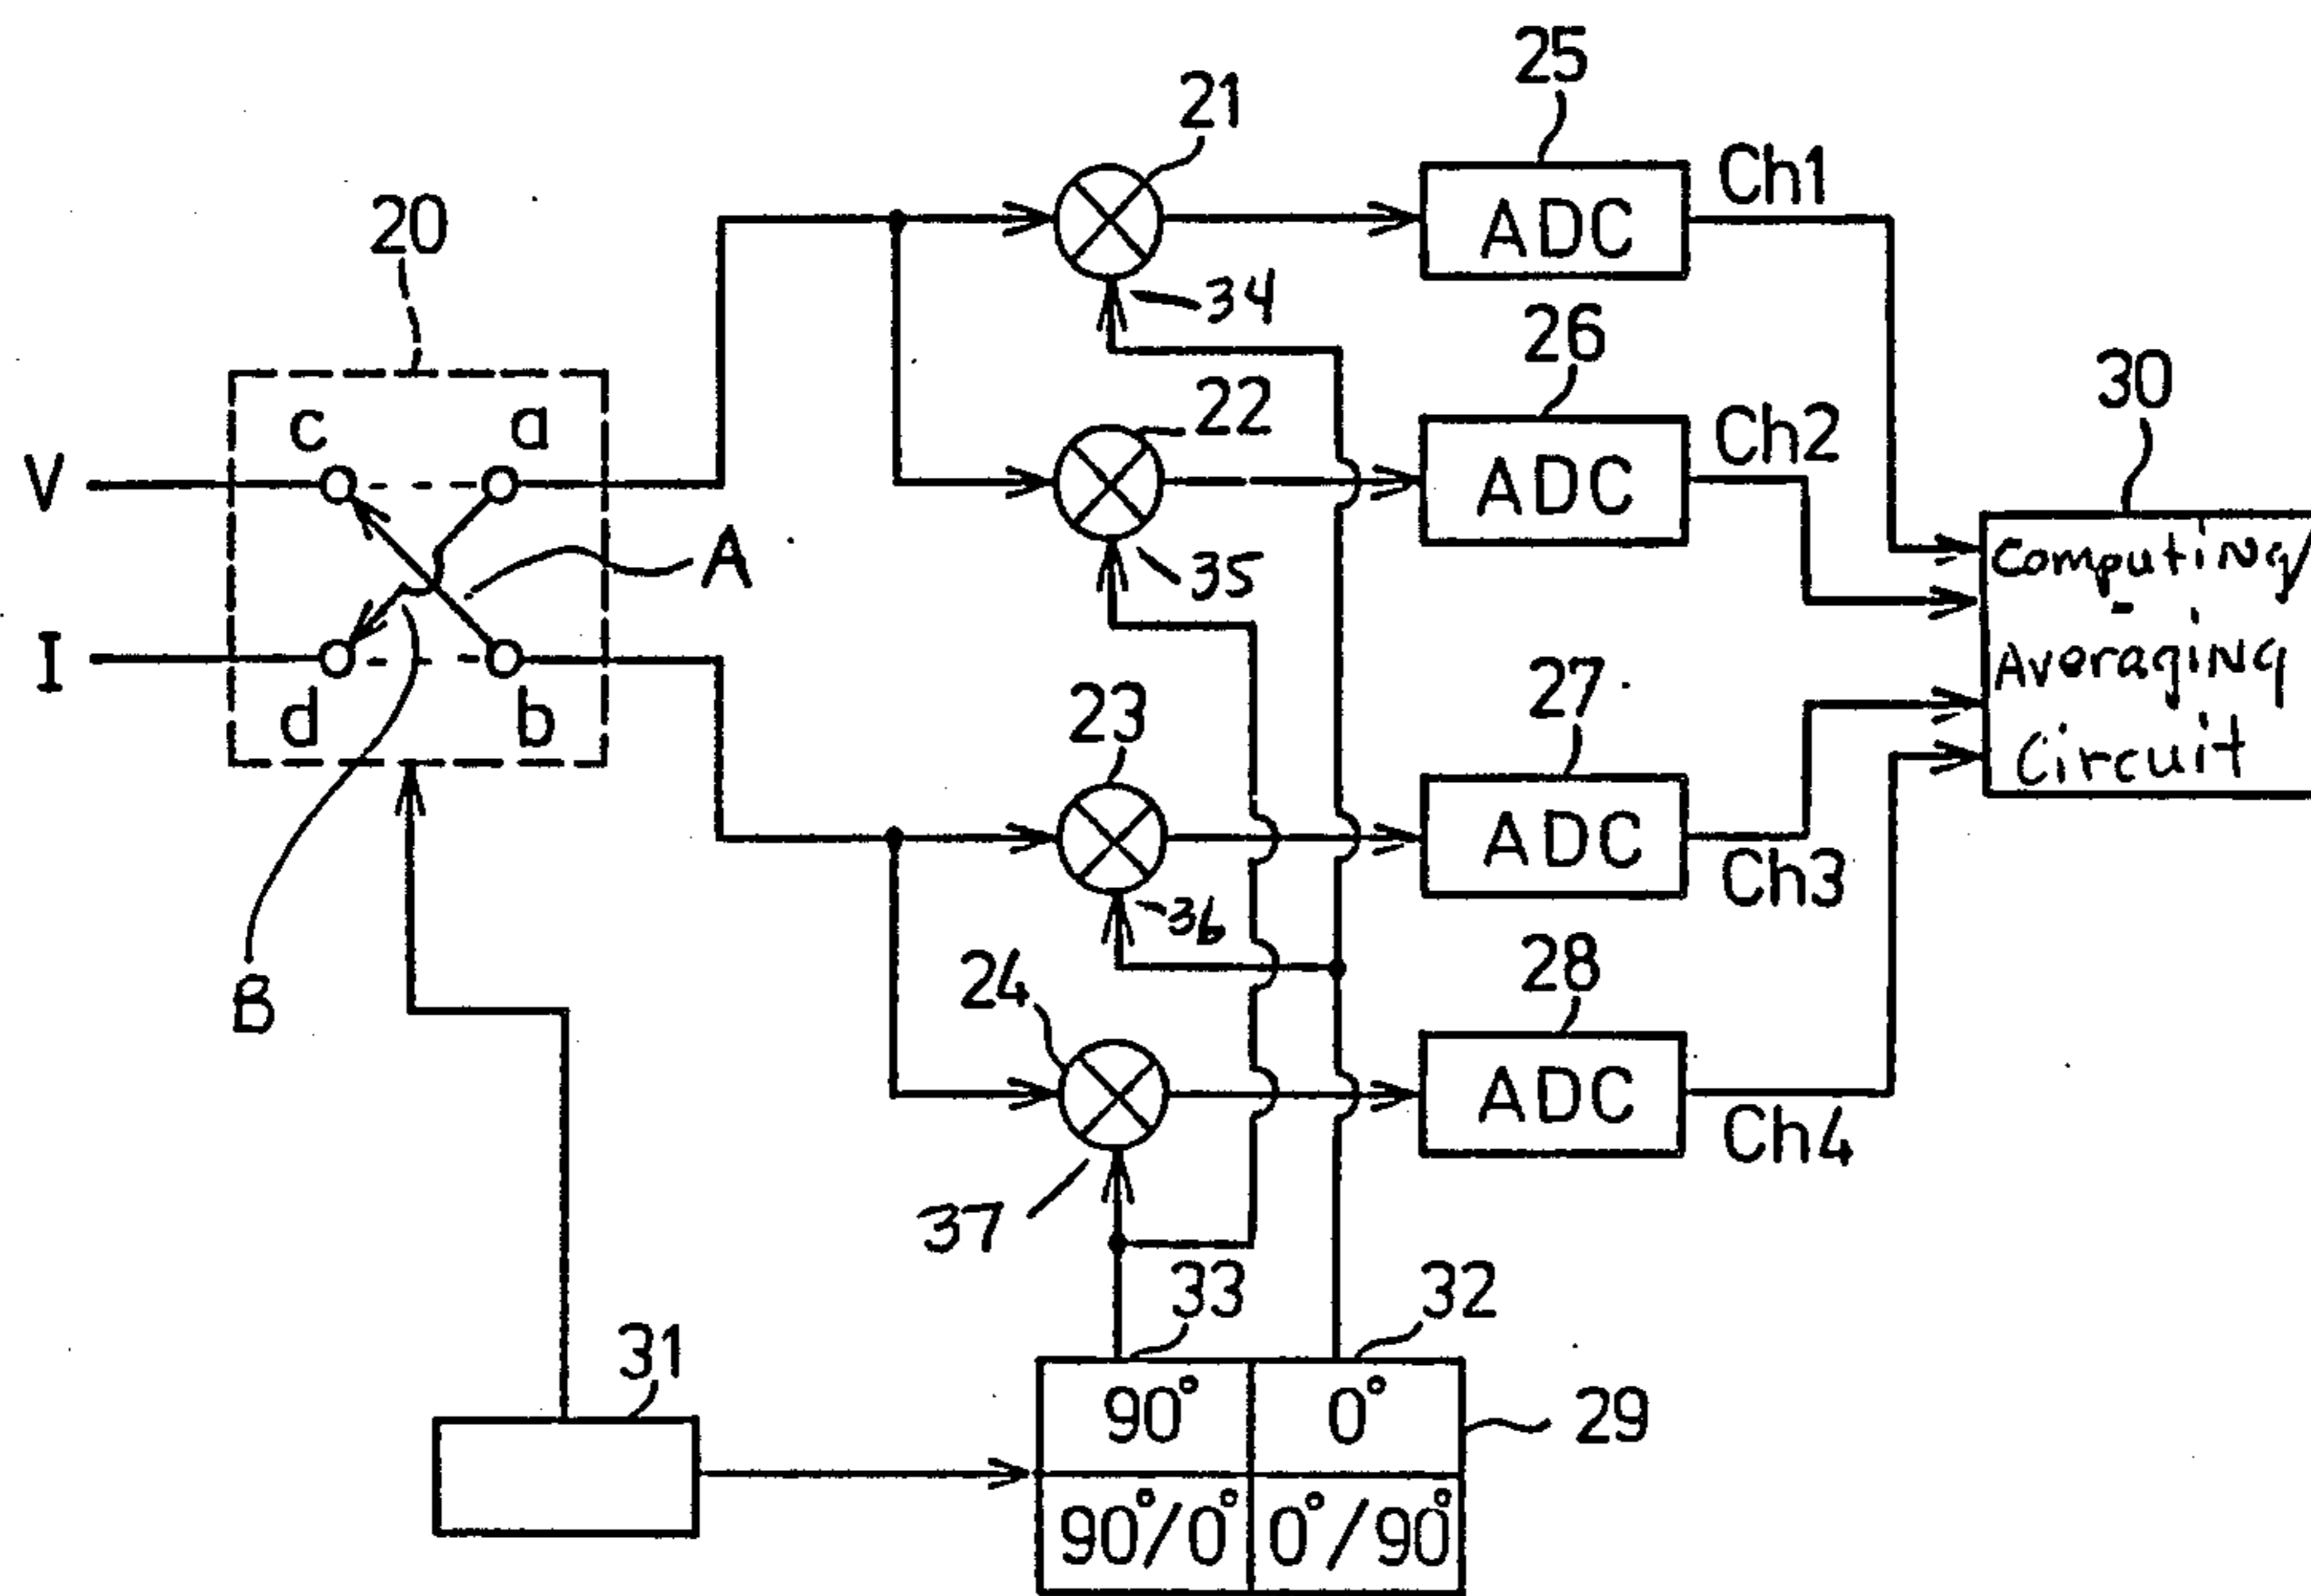 25
21
Ch1
ADC
20
34
26
30
22
Ch2
c
a
ADC
V
A
35
Computing/
Averaging
Circuit
I
d
b
23
27
ADC
Ch3
36
24
28
B
ADC
Ch4
37
33
32
31
90°
0°
29
90°/0°
0°/90°